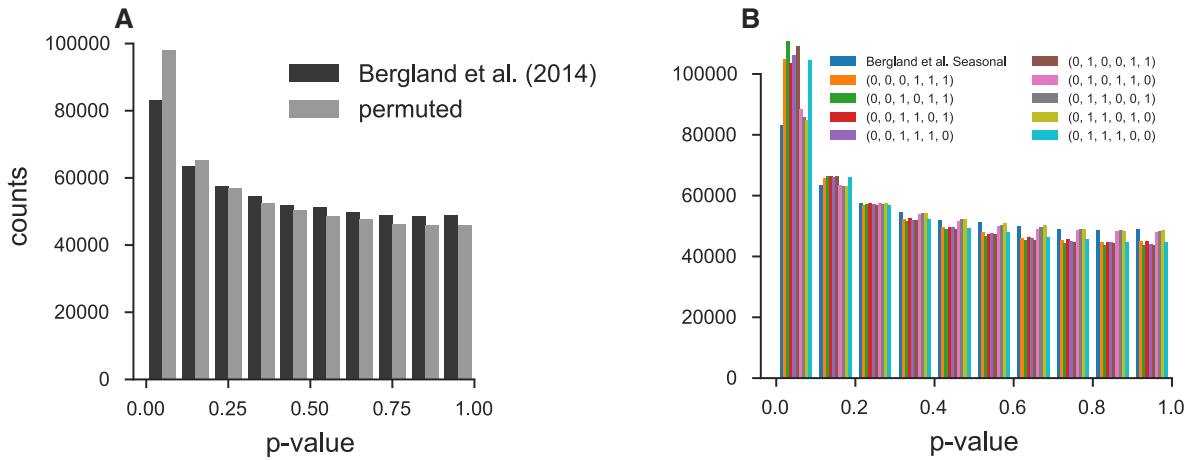 A
100000
80000
60000
40000
20000
0
counts
0.00 0.25 0.50 0.75 1.00
p-value
Bergland et al. (2014)
permuted
B
100000
80000
60000
40000
20000
0
0.0 0.2 0.4 0.6 0.8 1.0
p-value
Bergland et al. Seasonal
(0, 0, 0, 1, 1, 1)
(0, 0, 1, 0, 1, 1)
(0, 0, 1, 1, 0, 1)
(0, 0, 1, 1, 1, 0)
(0, 1, 0, 0, 1, 1)
(0, 1, 0, 1, 1, 0)
(0, 1, 1, 0, 0, 1)
(0, 1, 1, 0, 1, 0)
(0, 1, 1, 1, 0, 0)